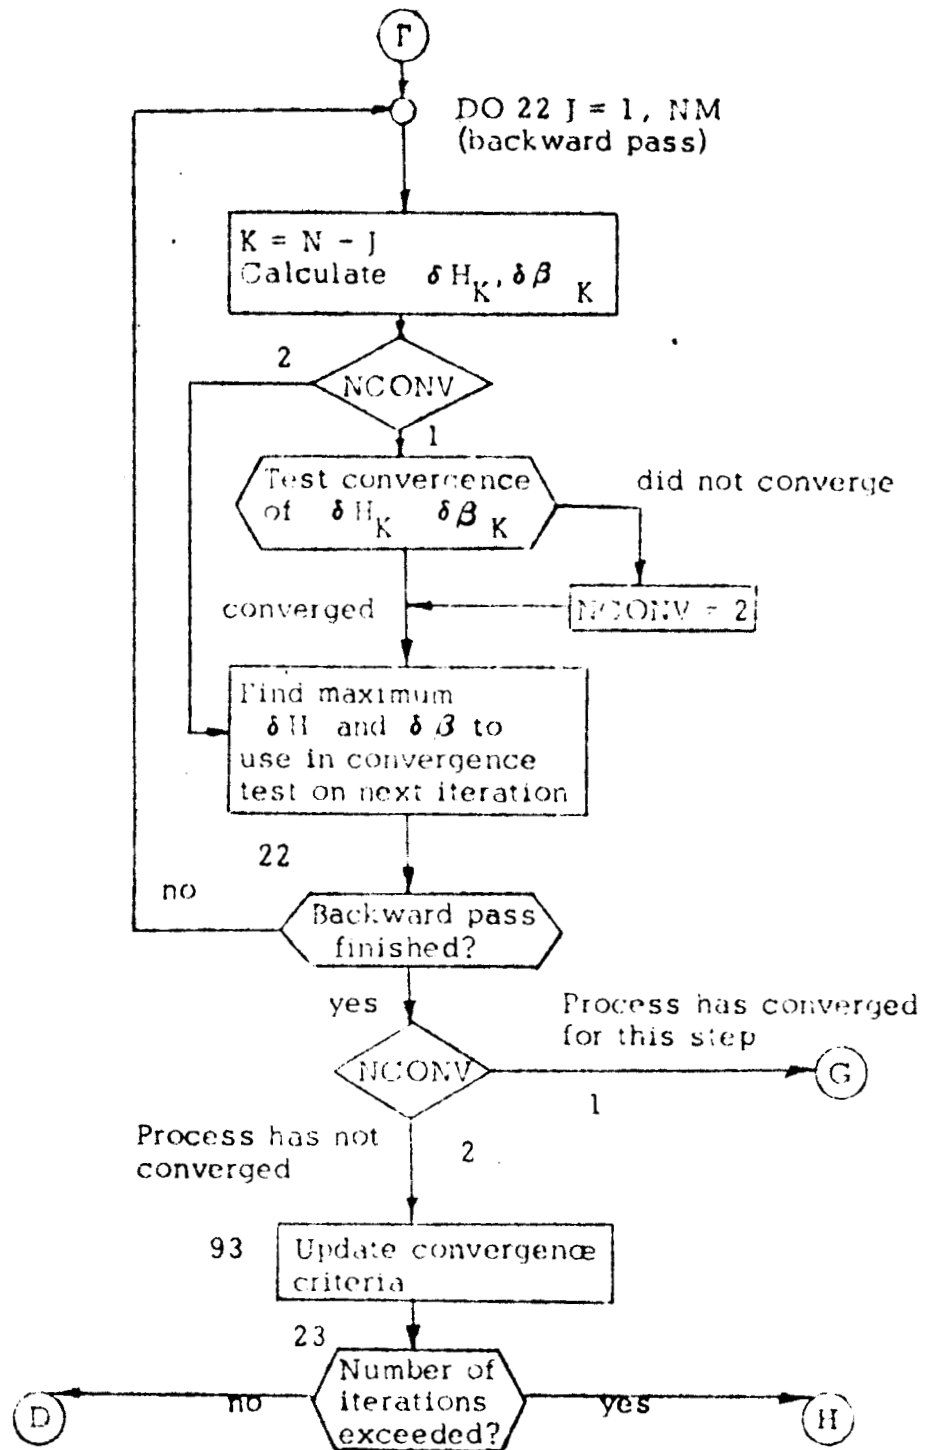 F
DO 22 J = 1, NM
(backward pass)
K = N - J
Calculate δH_K, δβ_K
2
NCONV
1
Test convergence
of δH_K δβ_K
did not converge
converged
NCONV = 2
Find maximum
δH and δβ to
use in convergence
test on next iteration
22
no
Backward pass
finished?
yes
Process has converged
for this step
NCONV
G
1
Process has not
converged
2
93
Update convergence
criteria
23
Number of
iterations
exceeded?
no
yes
D
H